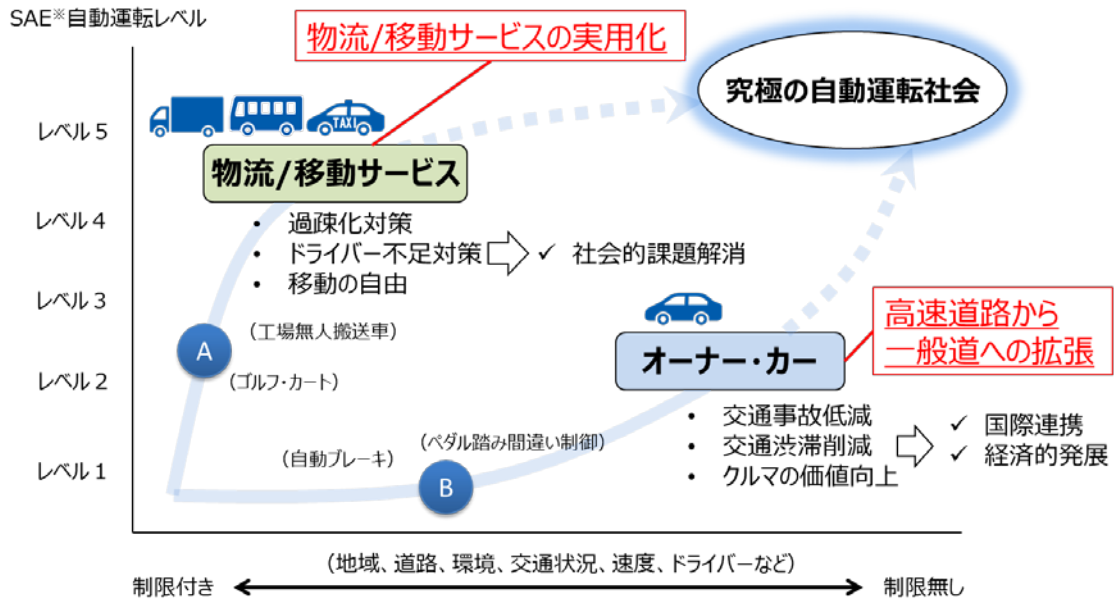 SAE※自動運転レベル
物流/移動サービスの実用化
究極の自動運転社会
レベル5
TAXI
物流/移動サービス
レベル4
• 過疎化対策
• ドライバー不足対策
• 移動の自由
✓ 社会的課題解消
レベル3
高速道路から
一般道への拡張
A
(工場無人搬送車)
(ゴルフ・カート)
オーナー・カー
レベル2
• 交通事故低減
• 交通渋滞削減
• クルマの価値向上
✓ 国際連携
✓ 経済的発展
(自動ブレーキ)
(ペダル踏み間違い制御)
レベル1
B
(地域、道路、環境、交通状況、速度、ドライバーなど)
制限付き
制限無し